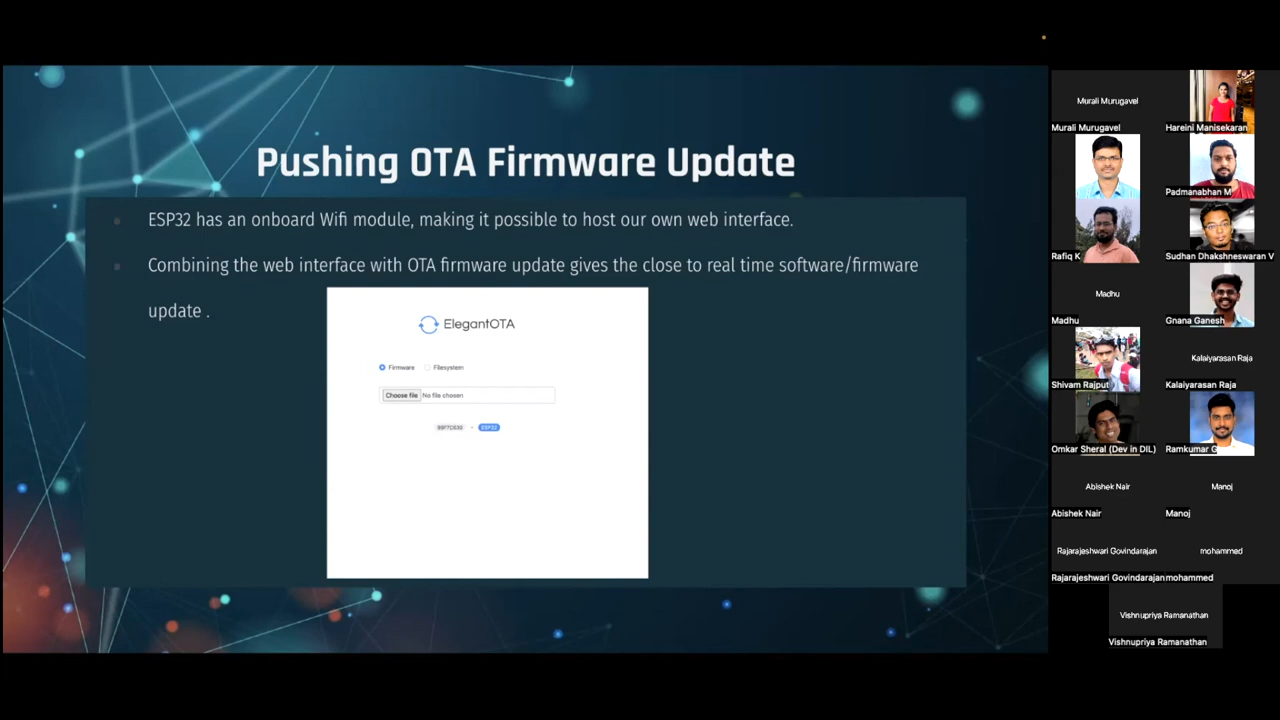 Pushing OTA Firmware Update
ESP32 has an onboard Wifi module, making it possible to host our own web interface.
Combining the web interface with OTA firmware update gives the close to real time software/firmware
update .
ElegantOTA
Firmware Filesystem
Choose file No file chosen
ESP32
Murali Murugavel
Murali Murugavel
Hareini Manisekaran
Padmanabhan M
Rafiq K
Sudhan Dhakshneswaran V
Madhu
Madhu
Gnana Ganesh
Kalaiyarasan Raja
Shivam Rajput
Kalaiyarasan Raja
Omkar Sheral (Dev in DIL)
Ramkumar G
Abishek Nair
Manoj
Abishek Nair
Manoj
Rajarajeshwari Govindarajan
mohammed
Rajarajeshwari Govindarajan
mohammed
Vishnupriya Ramanathan
Vishnupriya Ramanathan